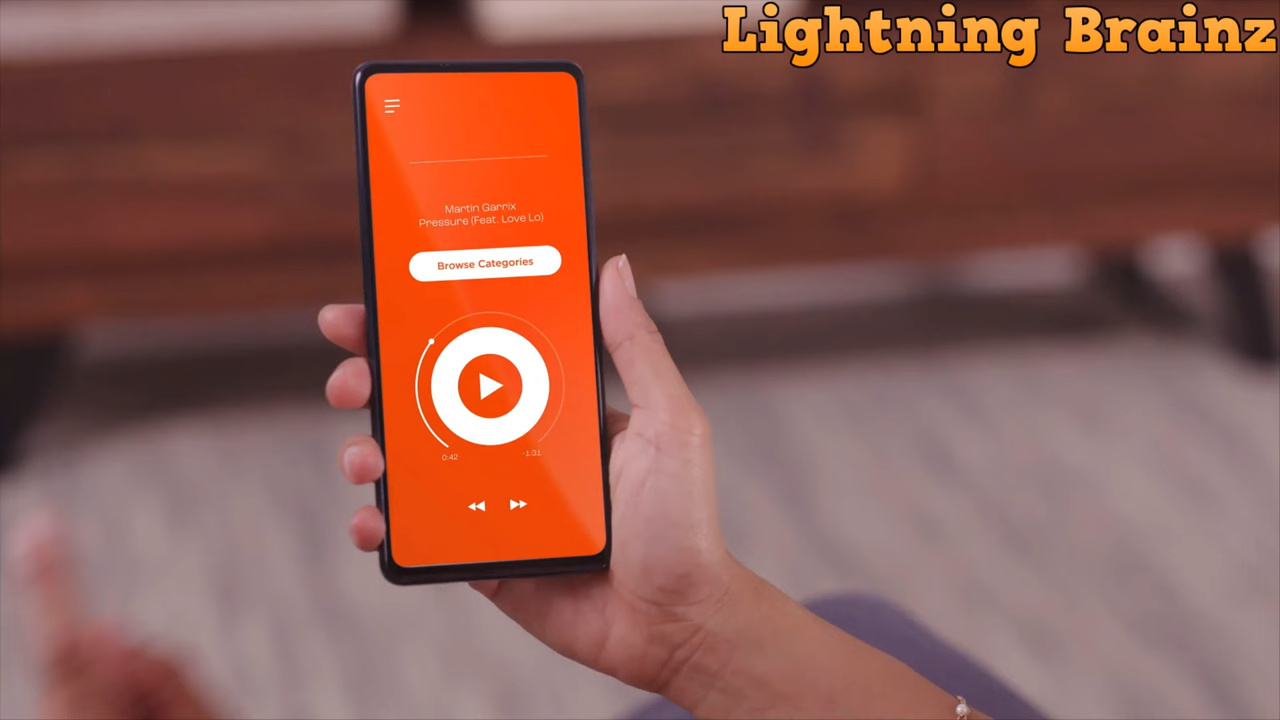 Lightning Brainz
Martin Garrix
Pressure (Feat. Love Lo)
Browse Categories
0:42
-1:31